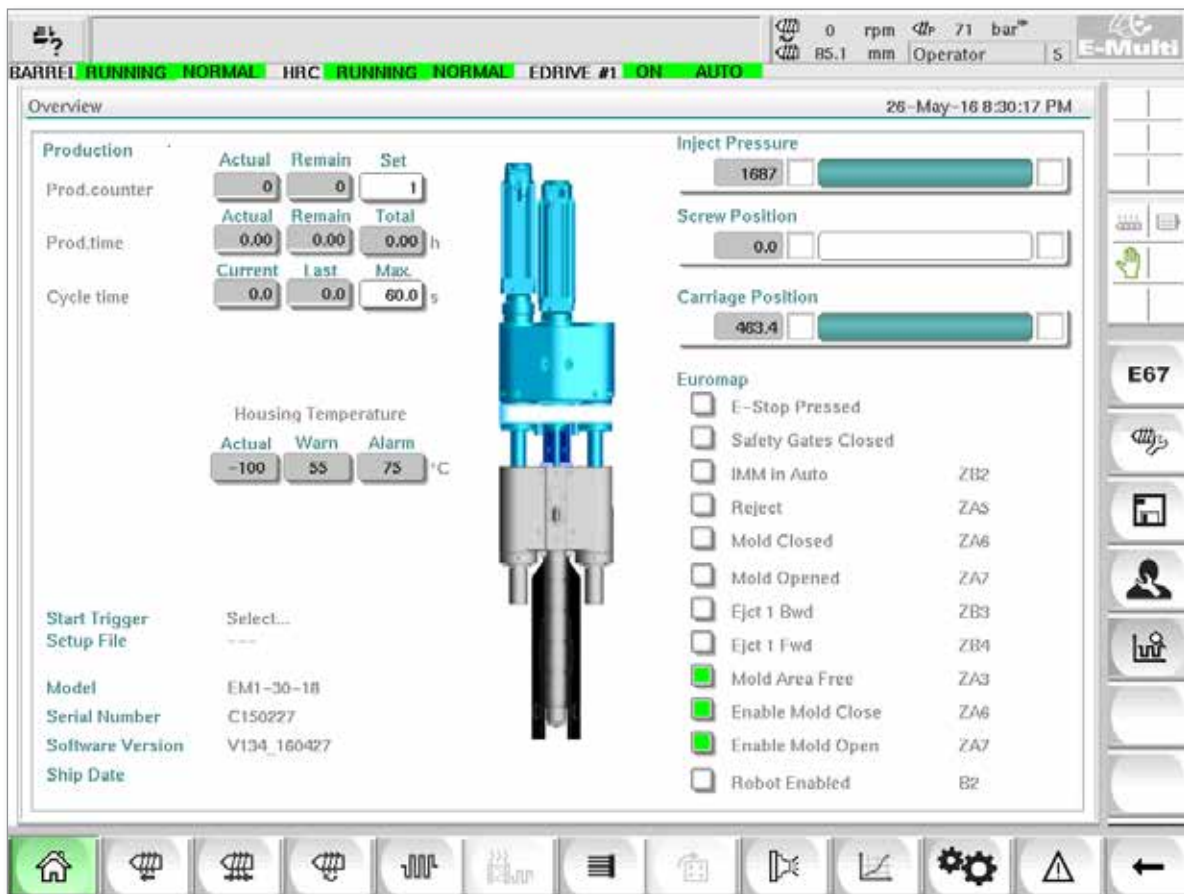 ?
0 rpm P 71 bar
85.1 mm Operator 5
E-Multi
BARREL RUNNING NORMAL HRC RUNNING NORMAL EDRIVE #1 ON AUTO
Overview 26-May-16 8:30:17 PM
Production
Actual Remain Set
Prod.counter 0 0 1
Actual Remain Total
Prod.time 0.00 0.00 0.00 h
Current Last Max.
Cycle time 0.0 0.0 60.0 s
Housing Temperature
Actual Warn Alarm
-100 55 75 °C
Start Trigger Select...
Setup File ---
Model EM1-30-18
Serial Number C150227
Software Version V134_160427
Ship Date
Inject Pressure
1687
Screw Position
0.0
Carriage Position
463.4
Euromap
E-Stop Pressed
Safety Gates Closed
IMM in Auto ZB2
Reject ZA5
Mold Closed ZA6
Mold Opened ZA7
Ejct 1 Bwd ZB3
Ejct 1 Fwd ZB4
Mold Area Free ZA3
Enable Mold Close ZA6
Enable Mold Open ZA7
Robot Enabled B2
E67